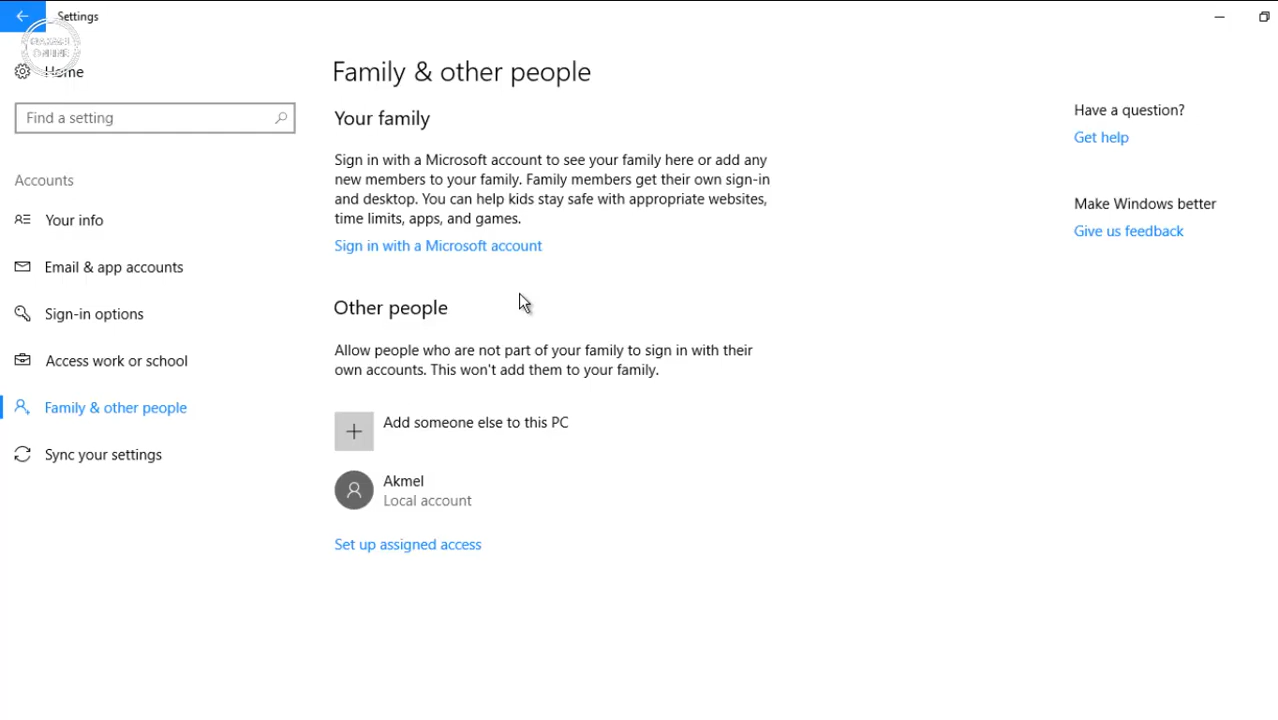 Settings
Home
Find a setting
Accounts
Your info
Email & app accounts
Sign-in options
Access work or school
Family & other people
Sync your settings
Family & other people
Your family
Sign in with a Microsoft account to see your family here or add any
new members to your family. Family members get their own sign-in
and desktop. You can help kids stay safe with appropriate websites,
time limits, apps, and games.
Sign in with a Microsoft account
Other people
Allow people who are not part of your family to sign in with their
own accounts. This won't add them to your family.
Add someone else to this PC
Akmel
Local account
Set up assigned access
Have a question?
Get help
Make Windows better
Give us feedback